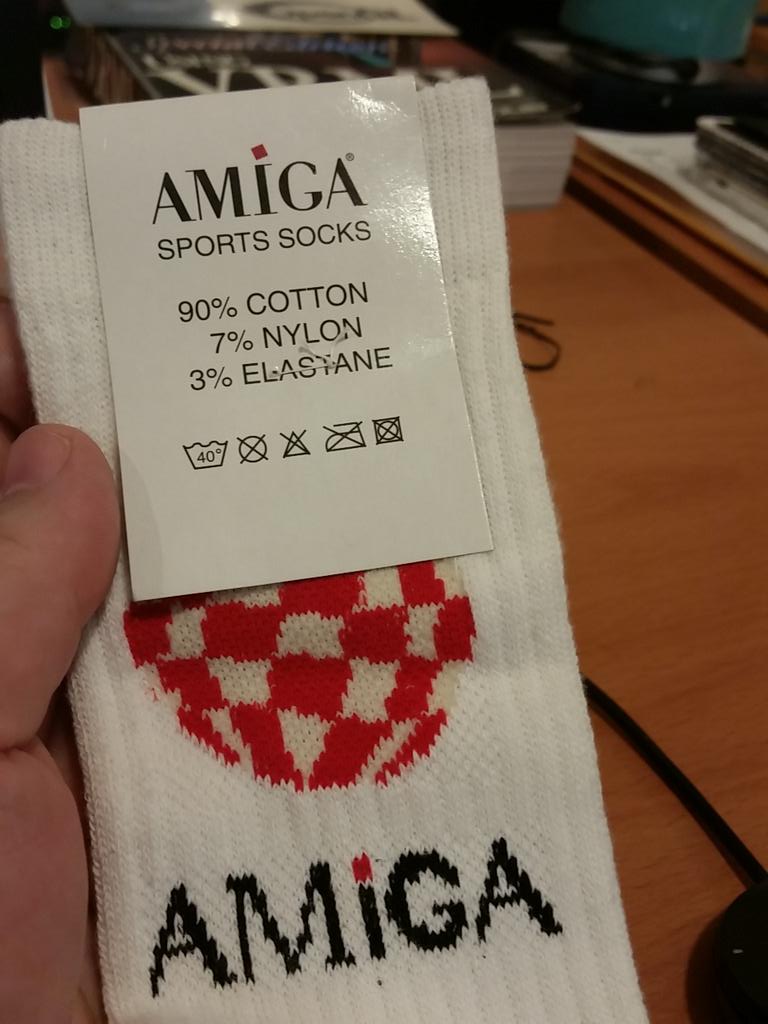 AMiGA®
SPORTS SOCKS
90% COTTON
7% NYLON
3% ELASTANE
40°
AMiGA